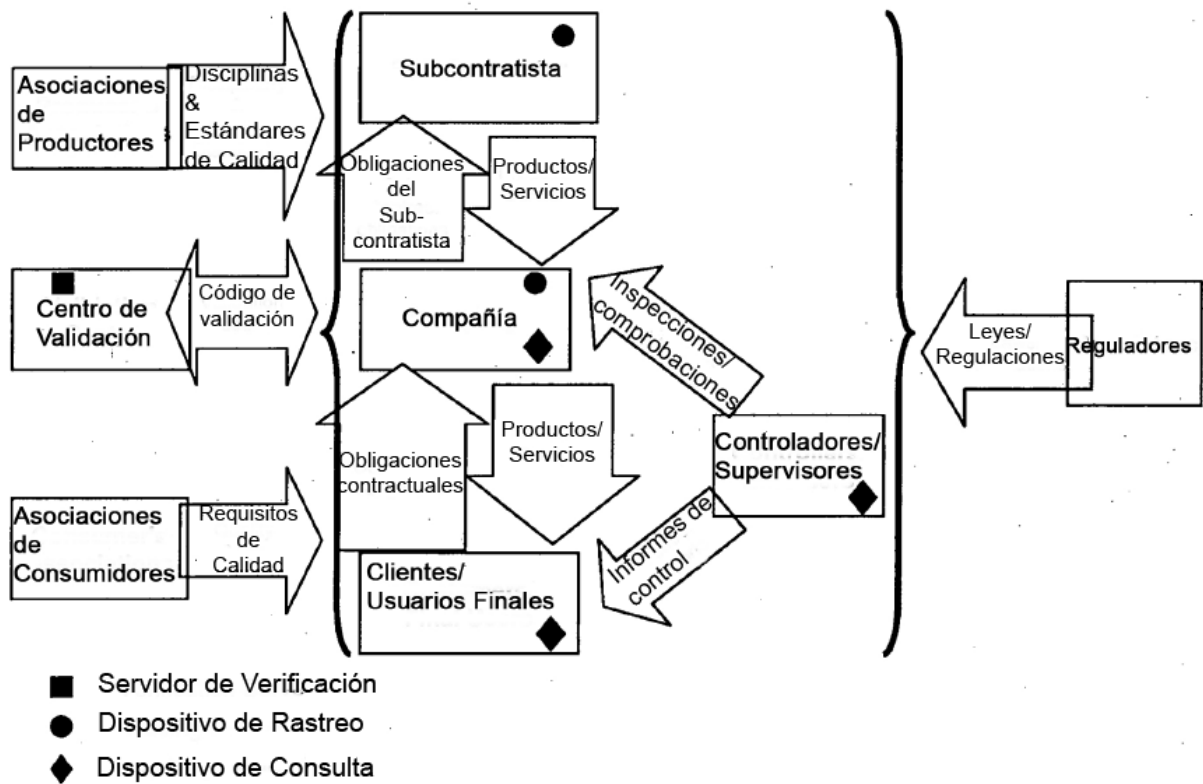 Asociaciones
de
Productores
Disciplinas
&
Estándares
de Calidad
Subcontratista
Obligaciones
del
Sub-
contratista
Productos/
Servicios
Centro de
Validación
Código de
validación
Compañía
Inspecciones/
comprobaciones
Leyes/
Regulaciones
Reguladores
Obligaciones
contractuales
Productos/
Servicios
Controladores/
Supervisores
Asociaciones
de
Consumidores
Requisitos
de
Calidad
Clientes/
Usuarios Finales
Informes de
control
Servidor de Verificación
Dispositivo de Rastreo
Dispositivo de Consulta